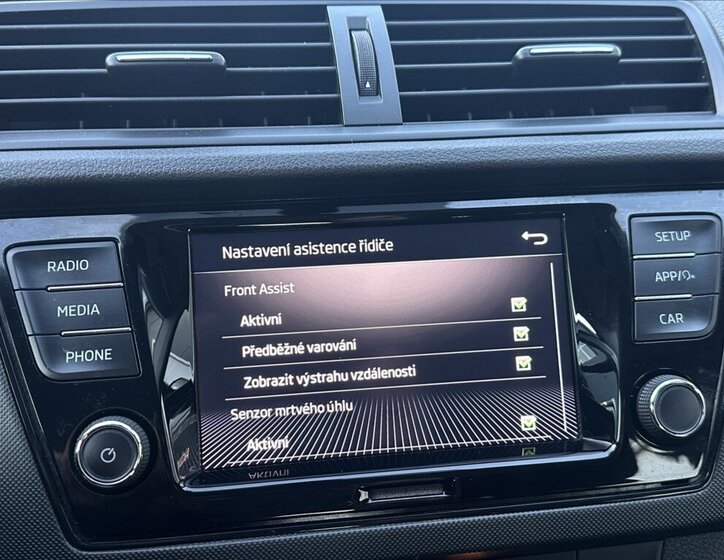 RADIO
MEDIA
PHONE
Nastavení asistence řidiče
Front Assist
Aktivní
Předběžné varování
Zobrazit výstrahu vzdálenosti
Senzor mrtvého úhlu
Aktivní
Aktivní
SETUP
APP/
CAR